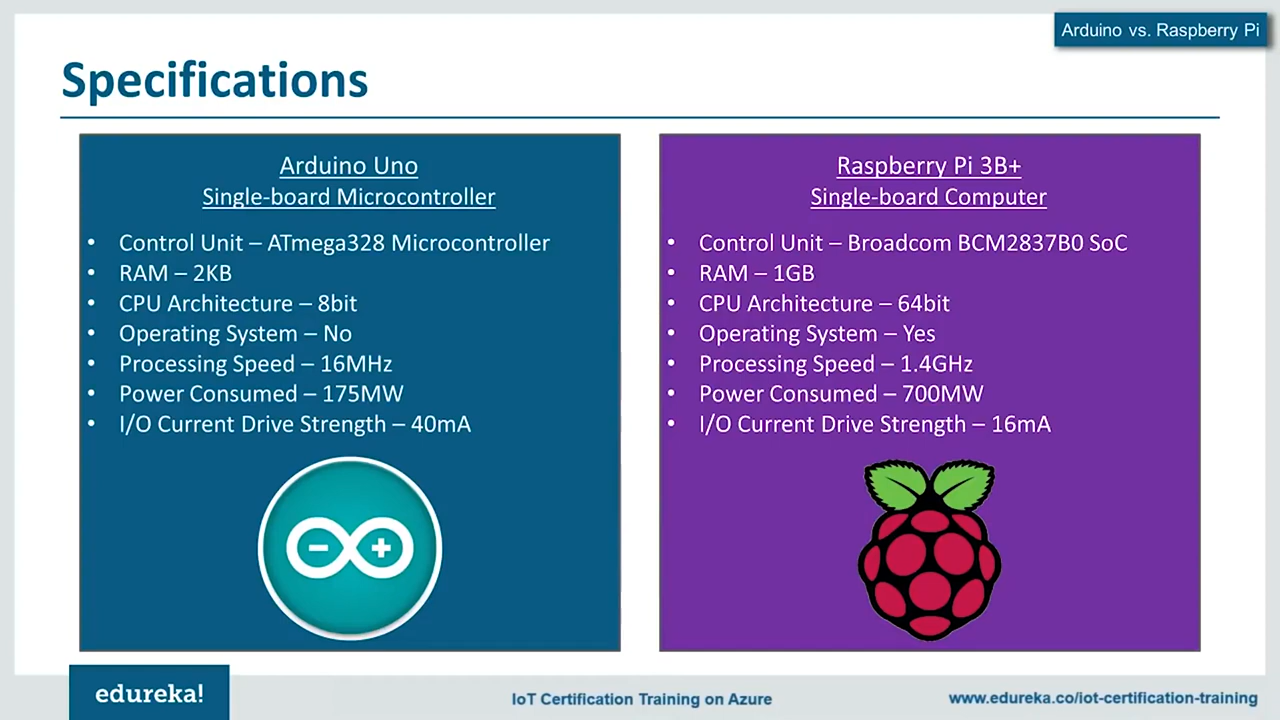 Arduino vs. Raspberry Pi
Specifications
Arduino Uno
Single-board Microcontroller
• Control Unit – ATmega328 Microcontroller
• RAM – 2KB
• CPU Architecture – 8bit
• Operating System – No
• Processing Speed – 16MHz
• Power Consumed – 175MW
• I/O Current Drive Strength – 40mA
Raspberry Pi 3B+
Single-board Computer
• Control Unit – Broadcom BCM2837B0 SoC
• RAM – 1GB
• CPU Architecture – 64bit
• Operating System – Yes
• Processing Speed – 1.4GHz
• Power Consumed – 700MW
• I/O Current Drive Strength – 16mA
edureka!
IoT Certification Training on Azure
www.edureka.co/iot-certification-training